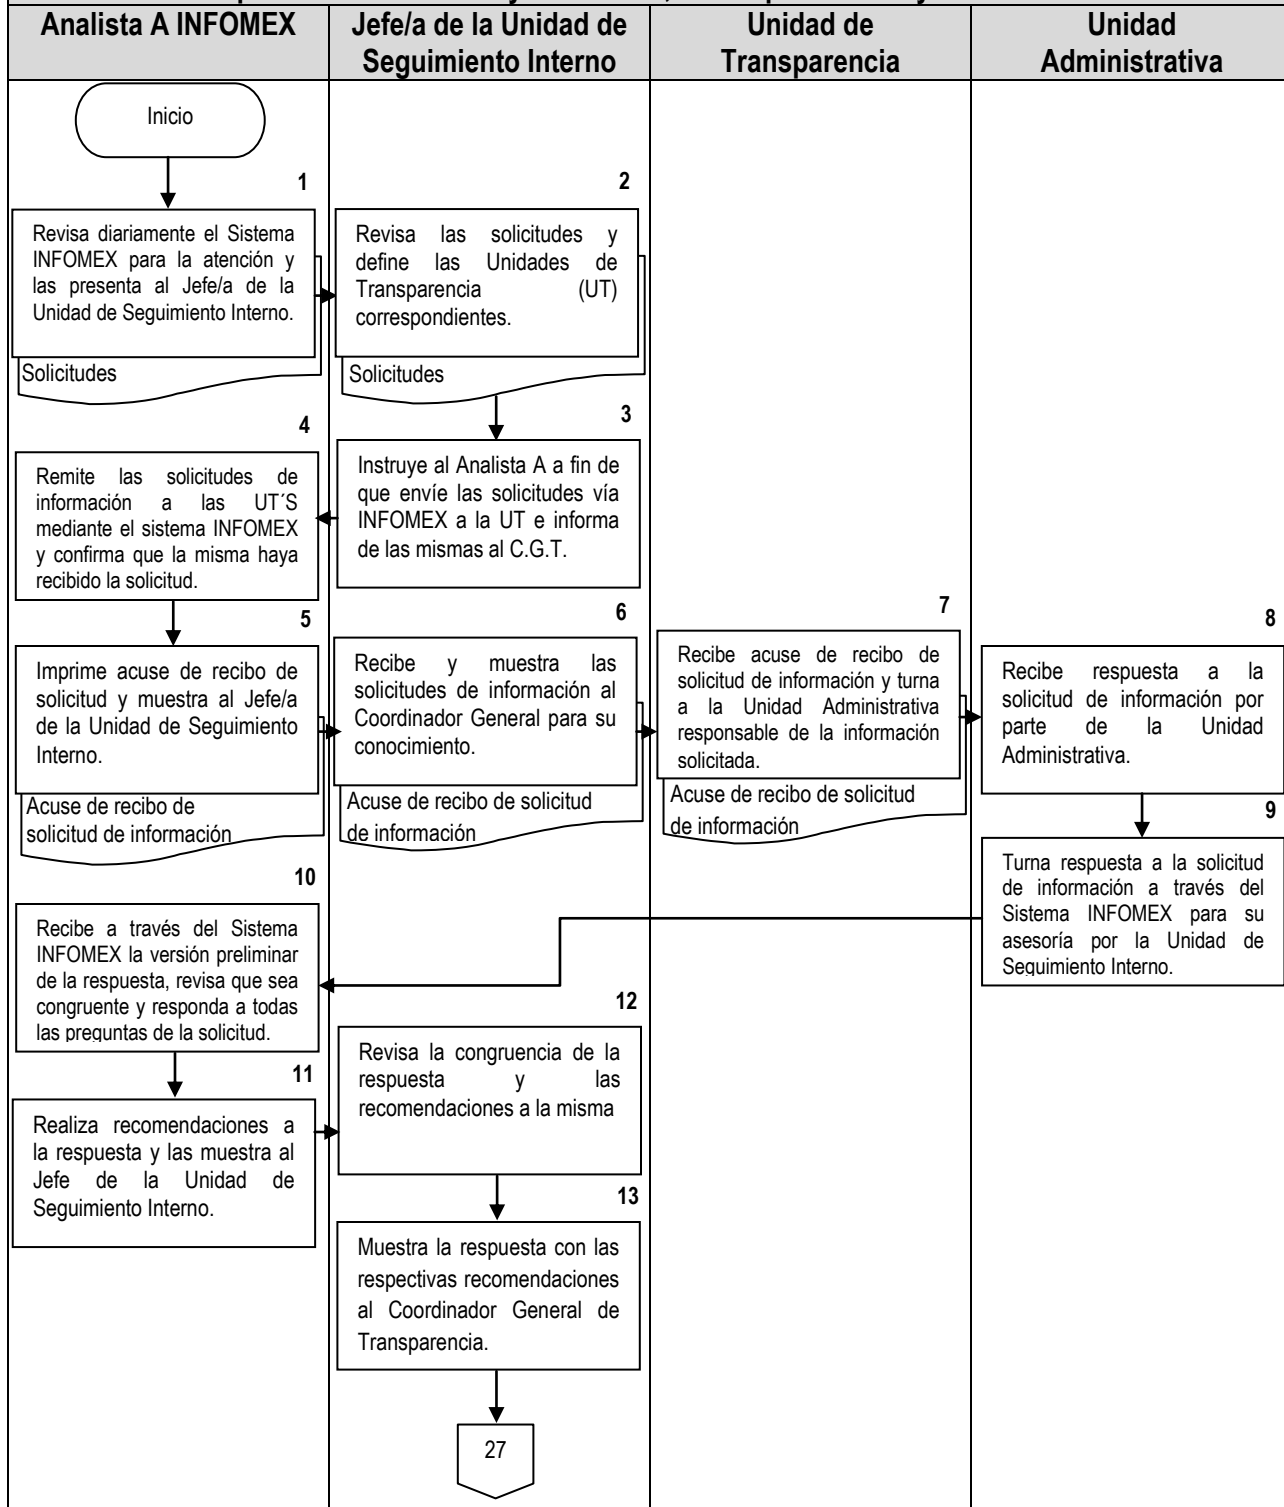 Analista A INFOMEX
Jefe/a de la Unidad de
Seguimiento Interno
Unidad de
Transparencia
Unidad
Administrativa
Inicio
1
Revisa diariamente el Sistema
INFOMEX para la atención y
las presenta al Jefe/a de la
Unidad de Seguimiento Interno.
Solicitudes
2
Revisa las solicitudes y
define las Unidades de
Transparencia (UT)
correspondientes.
Solicitudes
3
Instruye al Analista A a fin de
que envíe las solicitudes vía
INFOMEX a la UT e informa
de las mismas al C.G.T.
4
Remite las solicitudes de
información a las UT´S
mediante el sistema INFOMEX
y confirma que la misma haya
recibido la solicitud.
5
Imprime acuse de recibo de
solicitud y muestra al Jefe/a
de la Unidad de Seguimiento
Interno.
Acuse de recibo de
solicitud de información
6
Recibe y muestra las
solicitudes de información al
Coordinador General para su
conocimiento.
Acuse de recibo de solicitud
de información
7
Recibe acuse de recibo de
solicitud de información y turna
a la Unidad Administrativa
responsable de la información
solicitada.
Acuse de recibo de solicitud
de información
8
Recibe respuesta a la
solicitud de información por
parte de la Unidad
Administrativa.
9
Turna respuesta a la solicitud
de información a través del
Sistema INFOMEX para su
asesoría por la Unidad de
Seguimiento Interno.
10
Recibe a través del Sistema
INFOMEX la versión preliminar
de la respuesta, revisa que sea
congruente y responda a todas
las preguntas de la solicitud.
11
Realiza recomendaciones a
la respuesta y las muestra al
Jefe de la Unidad de
Seguimiento Interno.
12
Revisa la congruencia de la
respuesta y las
recomendaciones a la misma
13
Muestra la respuesta con las
respectivas recomendaciones
al Coordinador General de
Transparencia.
27